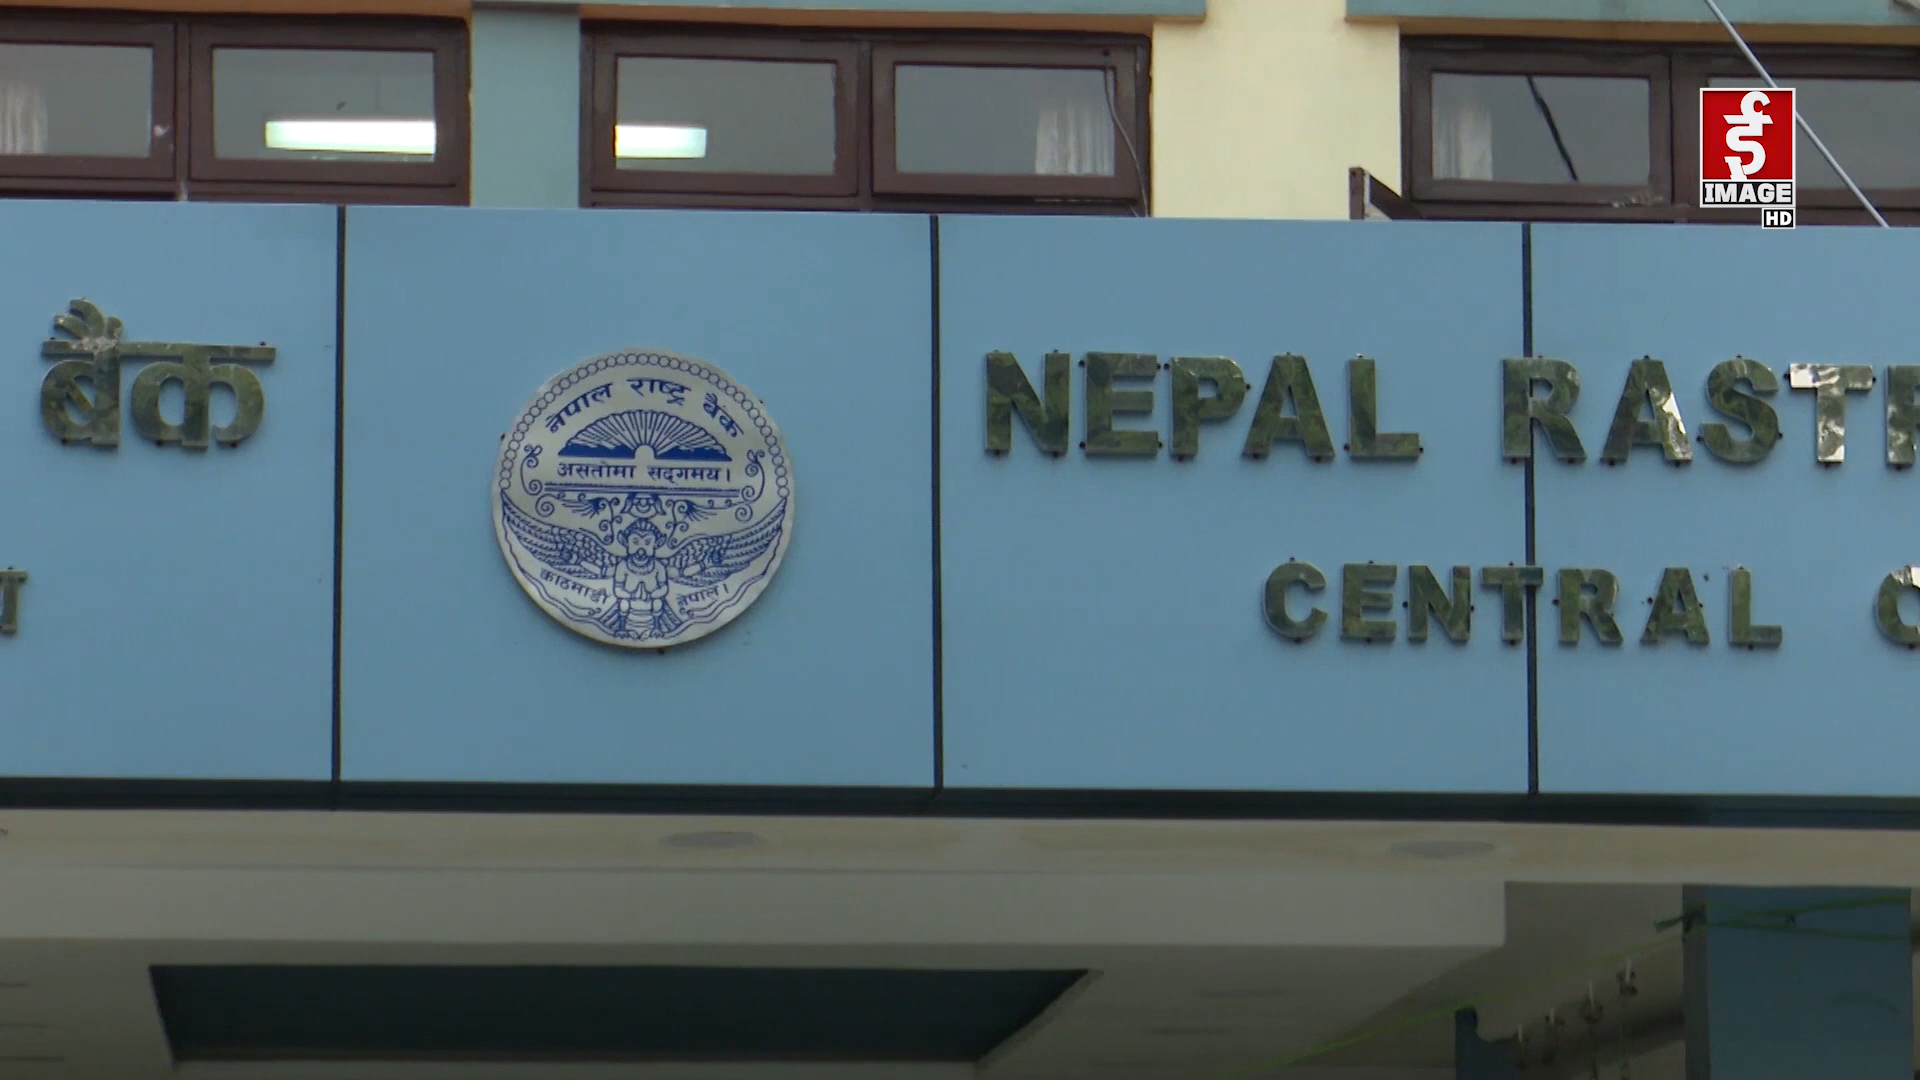 बैंक
नेपाल राष्ट्र बैंक
असतोमा सद्गमय।
काठमाडौं नेपाल।
NEPAL RAST
CENTRAL
IMAGE
HD